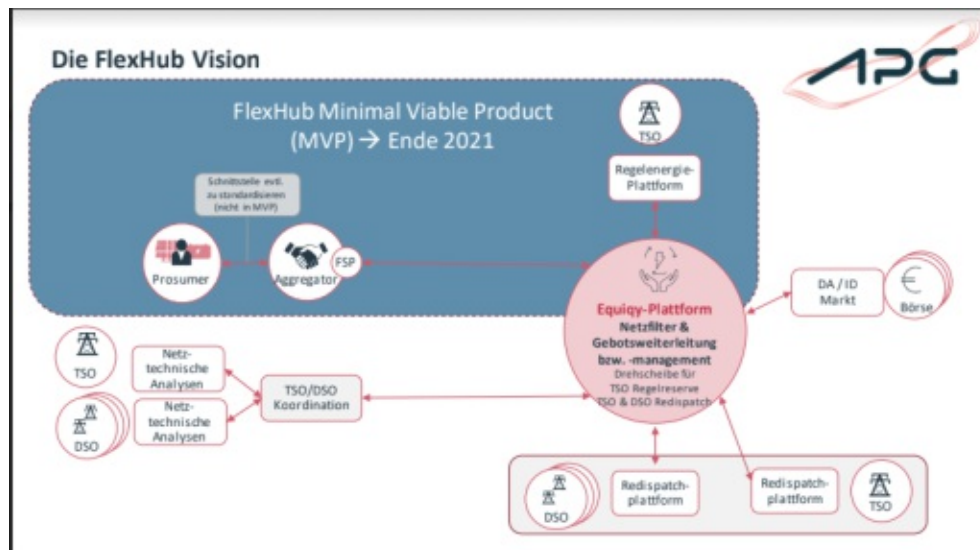 Die FlexHub Vision
APG
FlexHub Minimal Viable Product
(MVP) → Ende 2021
TSO
Regelenergie-
Plattform
Schnittstelle evtl.
zu standardisieren
(nicht in MVP)
Prosumer
Aggregator
FSP
Equiqy-Plattform
Netzfilter &
Gebotsweiterleitung
bzw. -management
Drehscheibe für
TSO Regelreserve
TSO & DSO Redispatch
DA / ID
Markt
€
Börse
TSO
Netz-
technische
Analysen
DSO
Netz-
technische
Analysen
TSO/DSO
Koordination
DSO
Redispatch-
plattform
Redispatch-
plattform
TSO